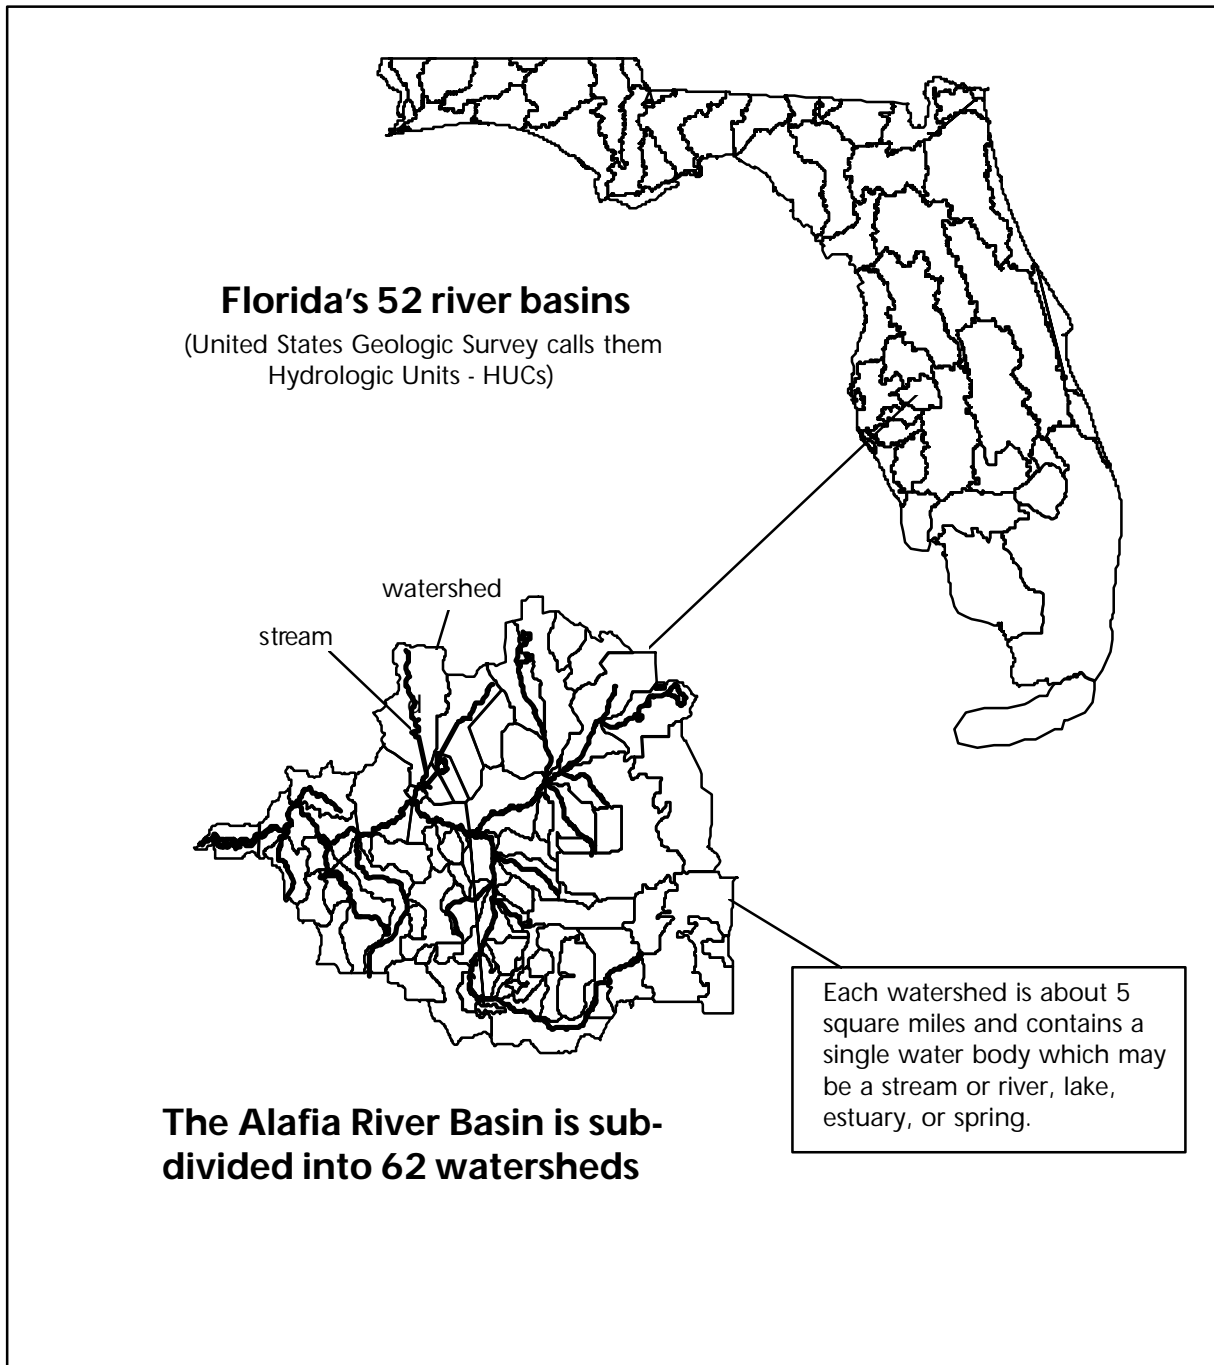 Florida's 52 river basins
(United States Geologic Survey calls them
Hydrologic Units - HUCs)
watershed
stream
Each watershed is about 5
square miles and contains a
single water body which may
be a stream or river, lake,
estuary, or spring.
The Alafia River Basin is sub-
divided into 62 watersheds